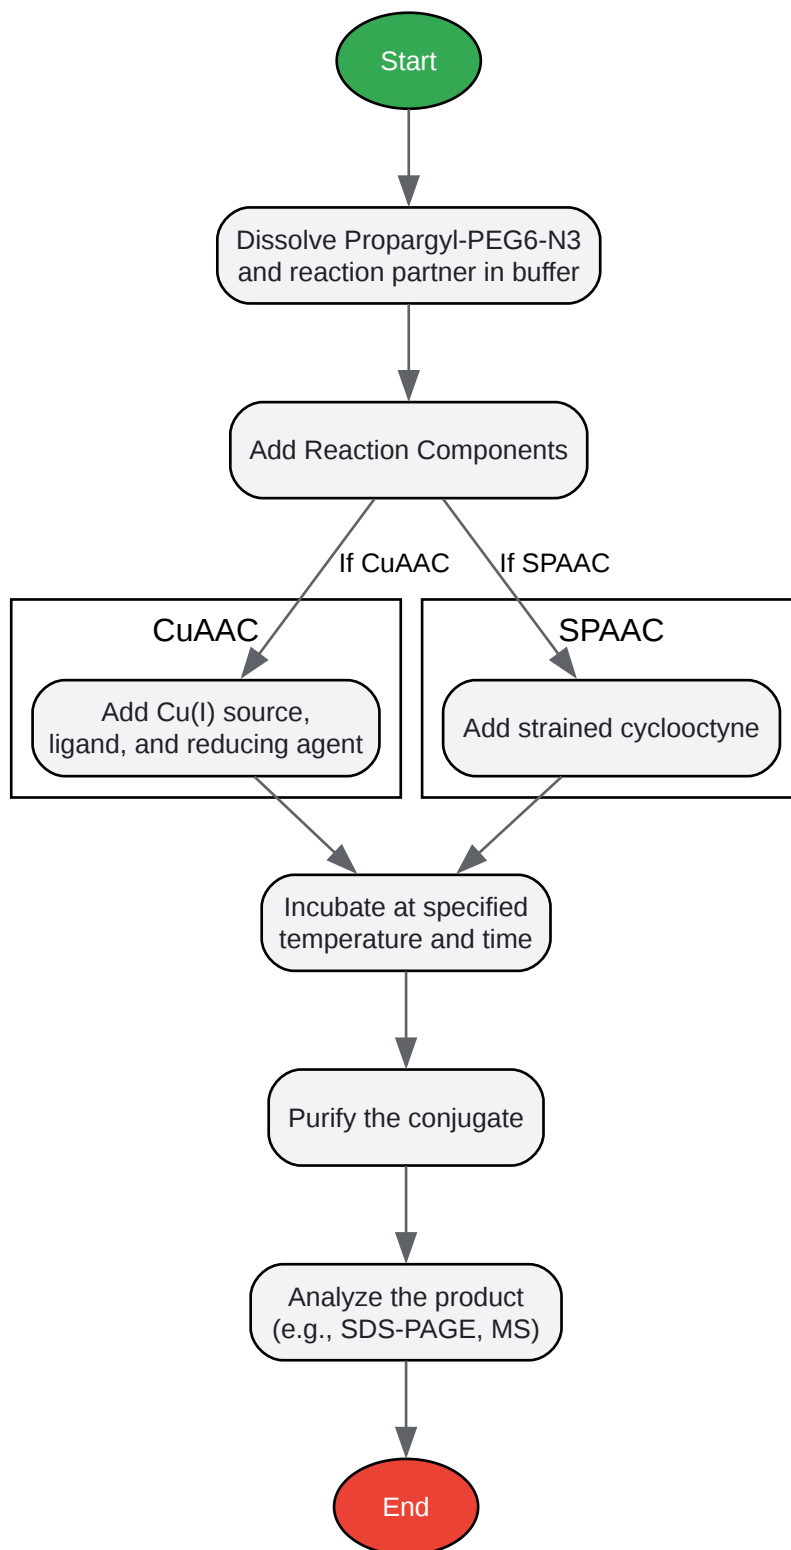 Start
Dissolve Propargyl-PEG6-N3
and reaction partner in buffer
Add Reaction Components
If CuAAC
If SPAAC
CuAAC
SPAAC
Add Cu(I) source,
ligand, and reducing agent
Add strained cyclooctyne
Incubate at specified
temperature and time
Purify the conjugate
Analyze the product
(e.g., SDS-PAGE, MS)
End